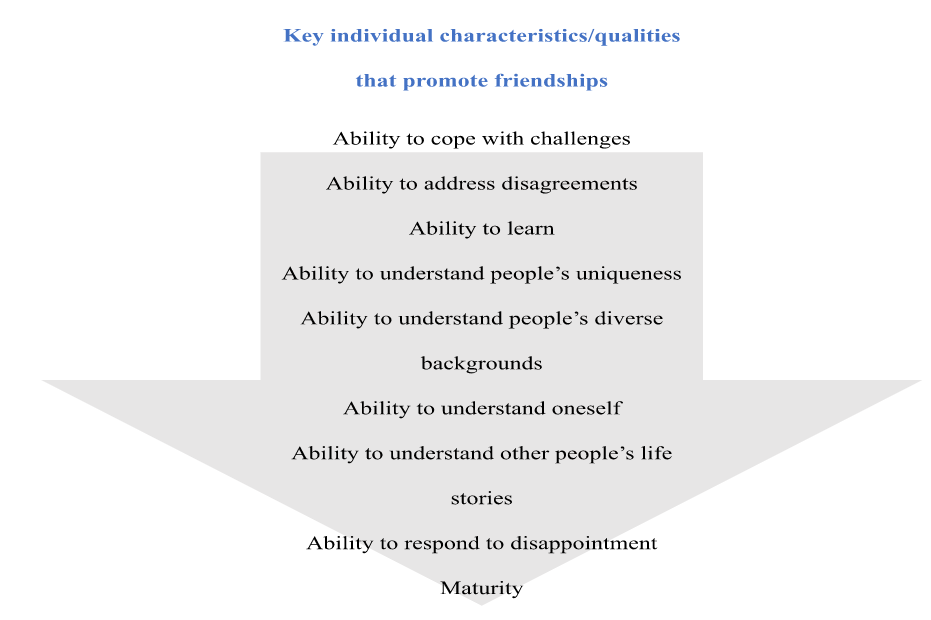 Key individual characteristics/qualities
that promote friendships
Ability to cope with challenges
Ability to address disagreements
Ability to learn
Ability to understand people’s uniqueness
Ability to understand people’s diverse
backgrounds
Ability to understand oneself
Ability to understand other people’s life
stories
Ability to respond to disappointment
Maturity